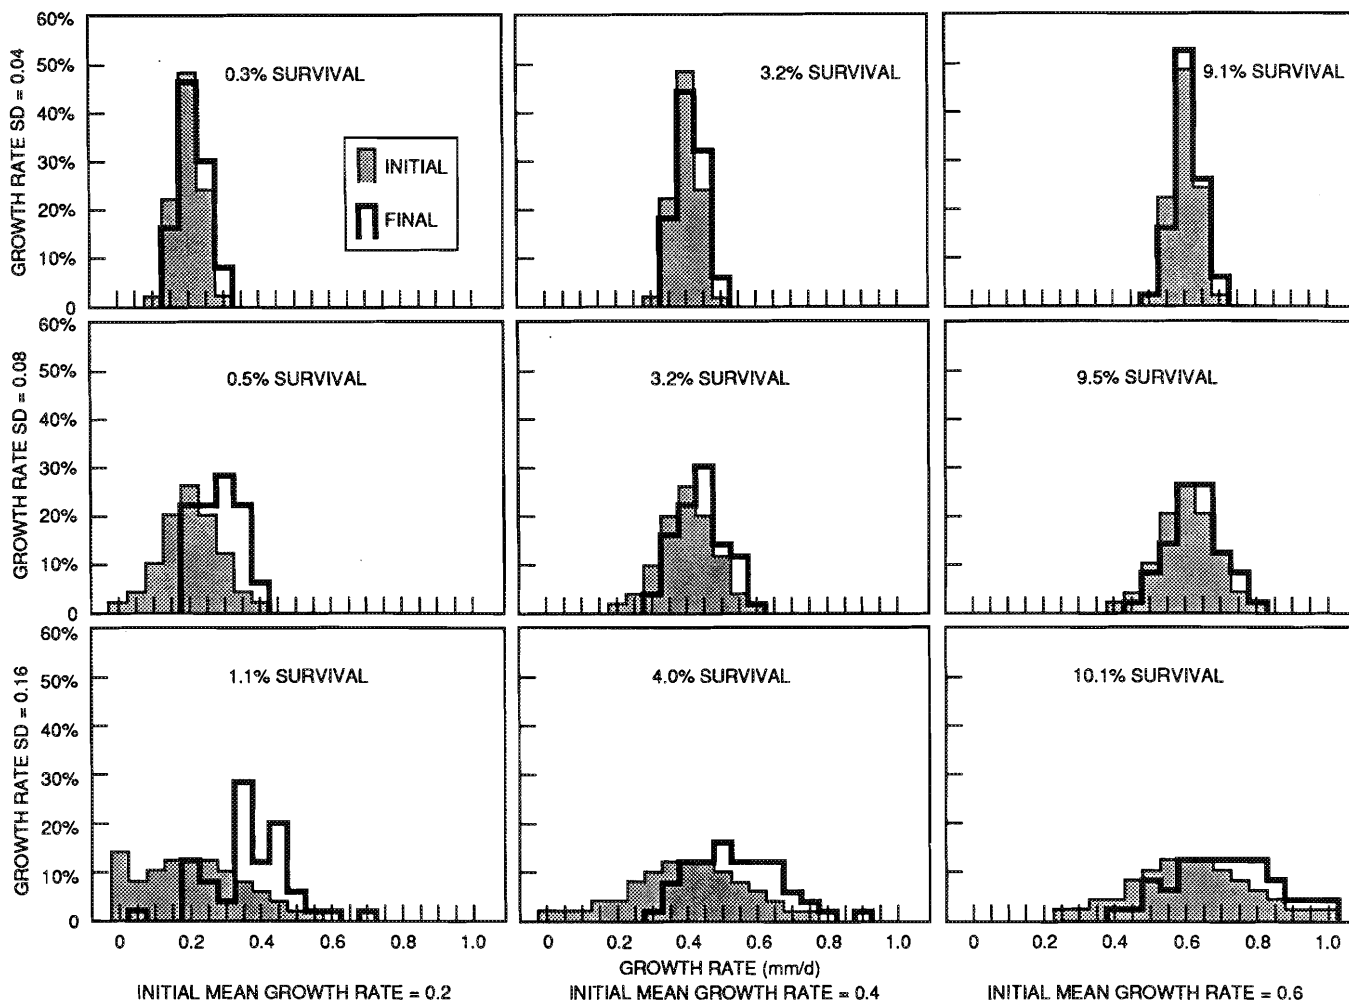 GROWTH RATE SD = 0.04
60%
50%
40%
30%
20%
10%
0
0.3% SURVIVAL
INITIAL
FINAL
3.2% SURVIVAL
9.1% SURVIVAL
GROWTH RATE SD = 0.08
60%
50%
40%
30%
20%
10%
0
0.5% SURVIVAL
3.2% SURVIVAL
9.5% SURVIVAL
GROWTH RATE SD = 0.16
60%
50%
40%
30%
20%
10%
0
1.1% SURVIVAL
4.0% SURVIVAL
10.1% SURVIVAL
0 0.2 0.4 0.6 0.8 1.0
0 0.2 0.4 0.6 0.8 1.0
0 0.2 0.4 0.6 0.8 1.0
GROWTH RATE (mm/d)
INITIAL MEAN GROWTH RATE = 0.2
INITIAL MEAN GROWTH RATE = 0.4
INITIAL MEAN GROWTH RATE = 0.6